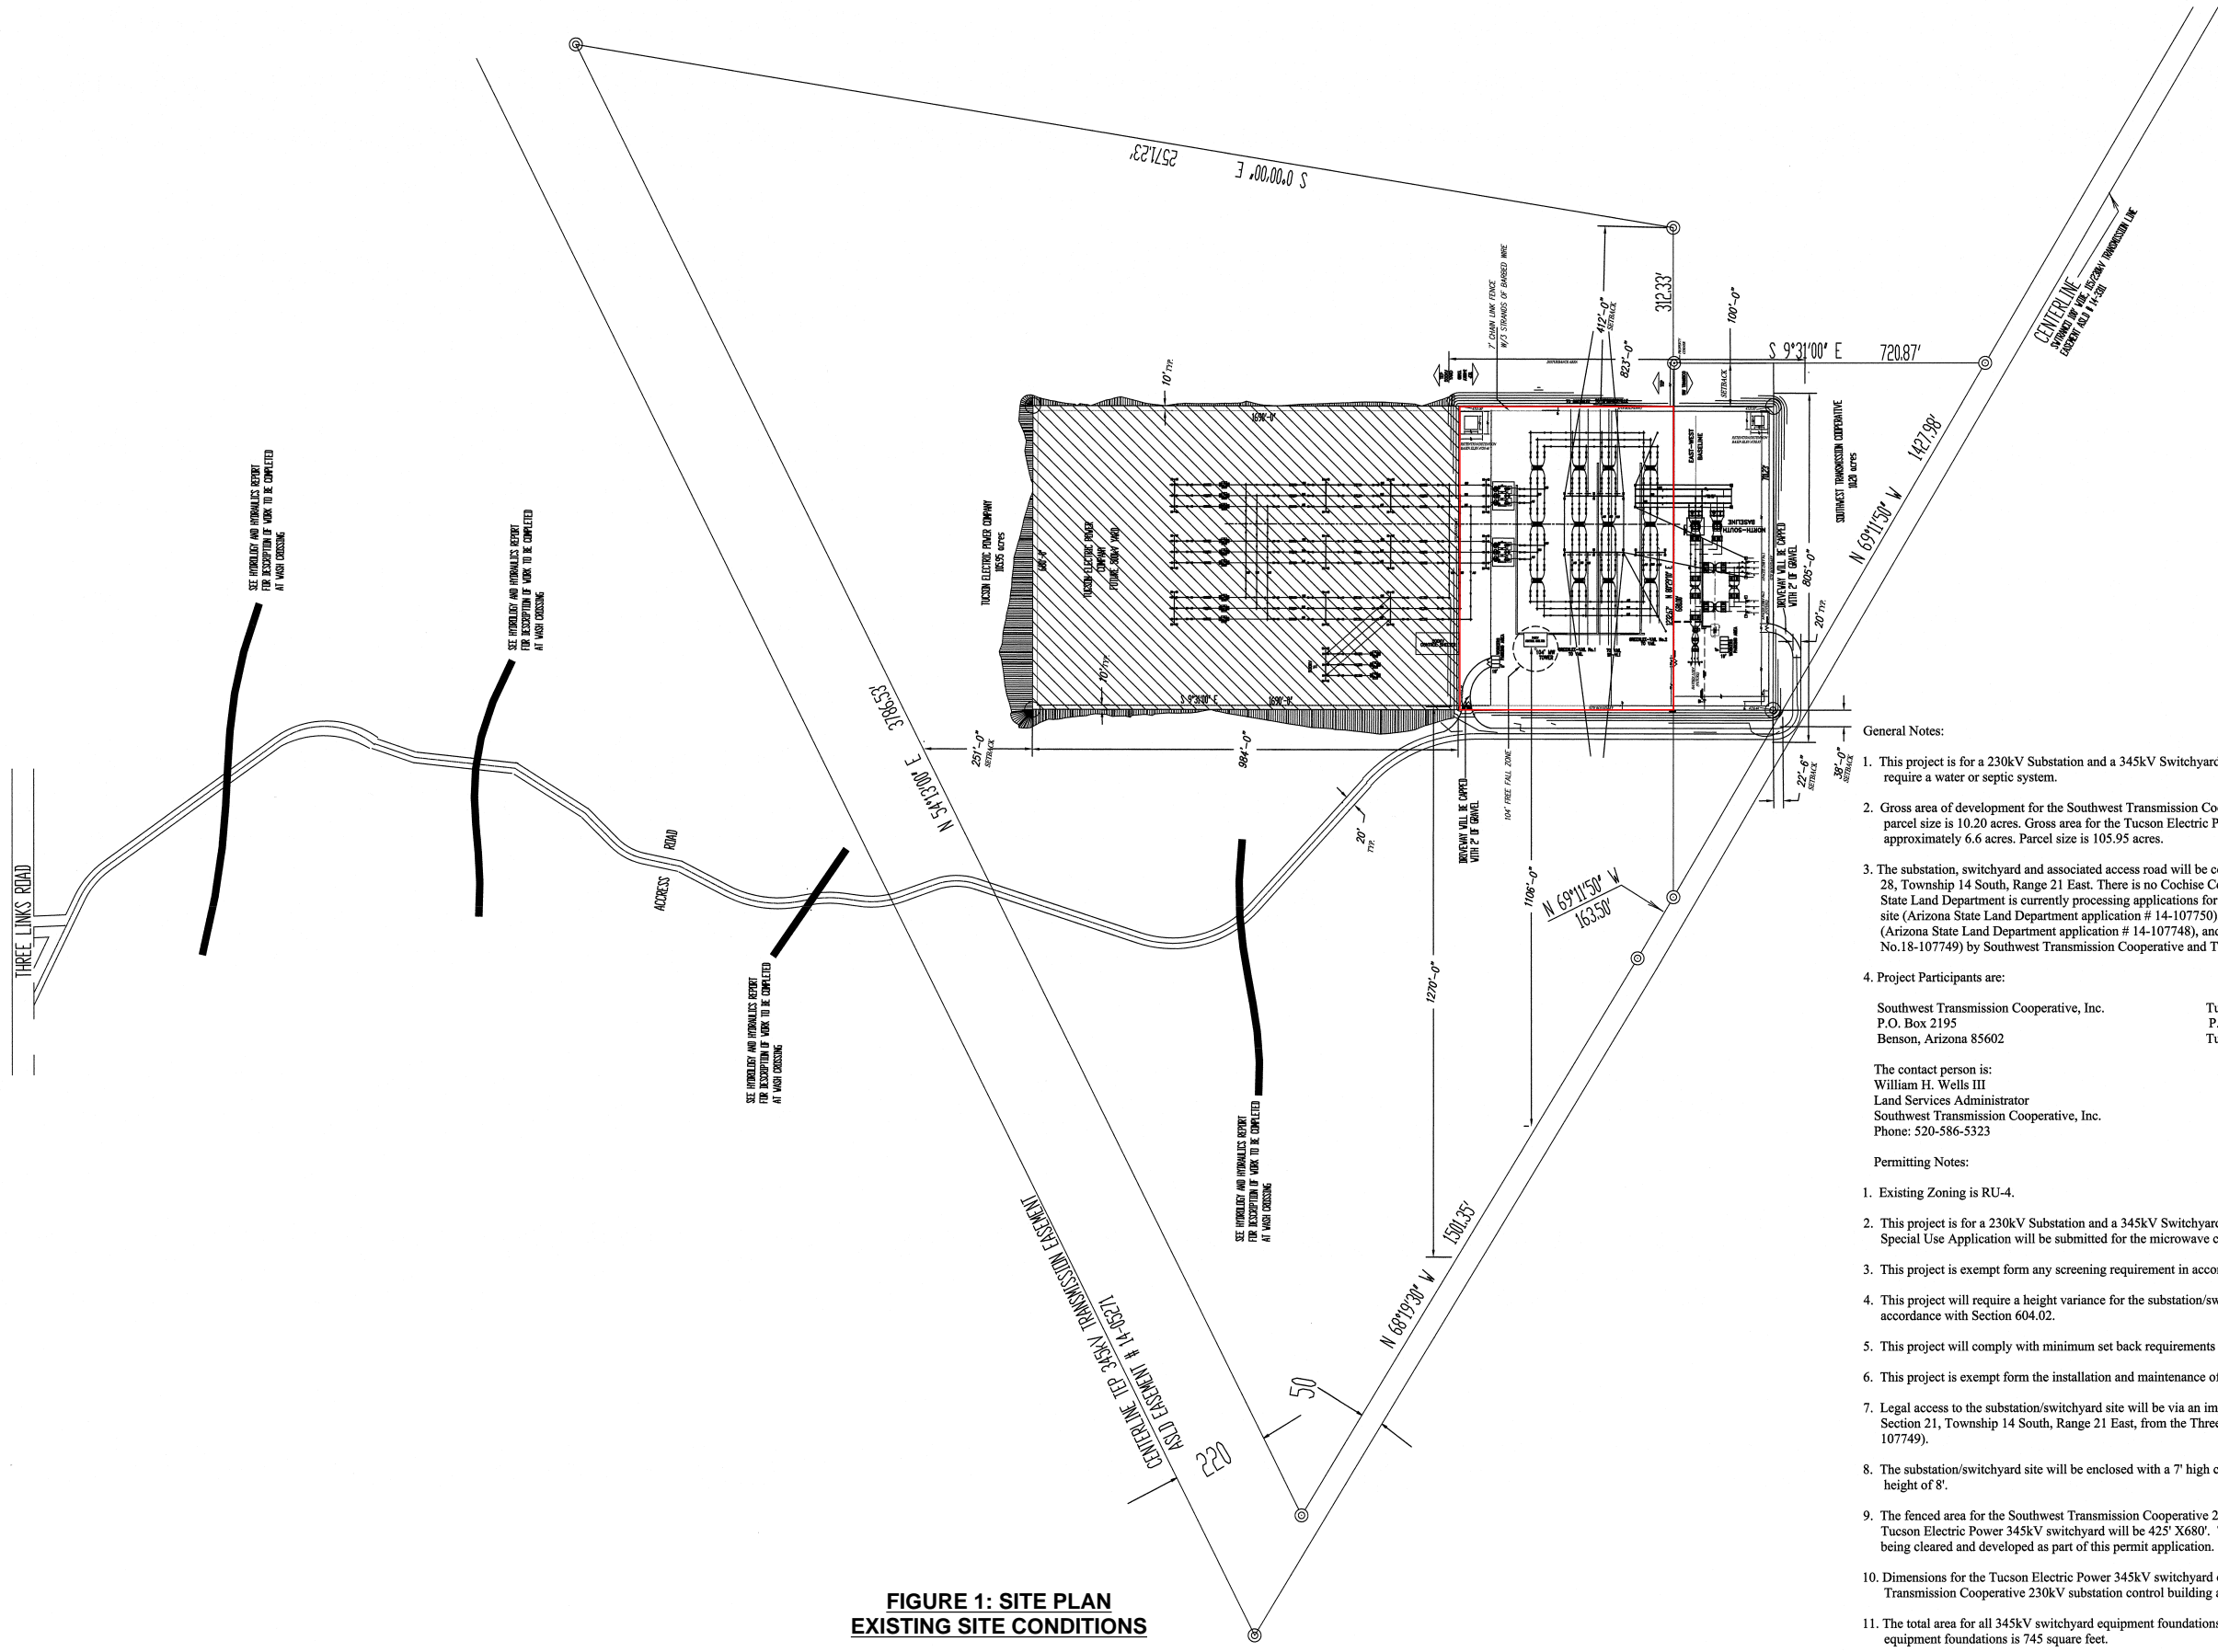 2571.23'
S 0°00'00" E
312.33'
412'-0"
SETBACK
823'-0"
7' CHAIN LINK FENCE
W/3 STRANDS OF BARBED WIRE
100'-0"
SETBACK
S 9°31'00" E 720.87'
CENTERLINE
EASEMENT ASLD # 14-3311
10' TYP.
1690'-0"
680'-0"
TUCSON ELECTRIC POWER COMPANY
105.95 acres
TUCSON ELECTRIC POWER
COMPANY
FUTURE 500kV YARD
10' TYP.
S 9°31'00" E 1690'-0"
EAST-WEST
BASELINE
NORTH-SOUTH
BASELINE
SOUTHWEST TRANSMISSION COOPERATIVE
10.20 acres
1427.98'
N 69°11'50" W
DRIVEWAY WILL BE CAPPED
WITH 2" OF GRAVEL
805'-0"
20' TYP.
22'-6"
SETBACK
38'-0"
SETBACK
SEE HYDROLOGY AND HYDRAULICS REPORT
FOR DESCRIPTION OF WORK TO BE COMPLETED
AT WASH CROSSING
SEE HYDROLOGY AND HYDRAULICS REPORT
FOR DESCRIPTION OF WORK TO BE COMPLETED
AT WASH CROSSING
3786.53'
N 54°13'00" E
251'-0"
SETBACK
984'-0"
DRIVEWAY WILL BE CAPPED
WITH 2" OF GRAVEL
104' FREE FALL ZONE
20'
TYP.
THREE LINKS ROAD
ACCRESS ROAD
1106'-0"
1270'-0"
N 69°11'50" W
163.50'
SEE HYDROLOGY AND HYDRAULICS REPORT
FOR DESCRIPTION OF WORK TO BE COMPLETED
AT WASH CROSSING
SEE HYDROLOGY AND HYDRAULICS REPORT
FOR DESCRIPTION OF WORK TO BE COMPLETED
AT WASH CROSSING
CENTERLINE TEP 345kV TRANSMISSION EASEMENT
ASLD EASEMENT # 14-05271
220
50
N 68°19'30" W
1501.35'
General Notes:
1. This project is for a 230kV Substation and a 345kV Switchyard
require a water or septic system.
2. Gross area of development for the Southwest Transmission Co
parcel size is 10.20 acres. Gross area for the Tucson Electric P
approximately 6.6 acres. Parcel size is 105.95 acres.
3. The substation, switchyard and associated access road will be c
28, Township 14 South, Range 21 East. There is no Cochise C
State Land Department is currently processing applications for
site (Arizona State Land Department application # 14-107750)
(Arizona State Land Department application # 14-107748), and
No.18-107749) by Southwest Transmission Cooperative and T
4. Project Participants are:
Southwest Transmission Cooperative, Inc. Tu
P.O. Box 2195 P.
Benson, Arizona 85602 Tu
The contact person is:
William H. Wells III
Land Services Administrator
Southwest Transmission Cooperative, Inc.
Phone: 520-586-5323
Permitting Notes:
1. Existing Zoning is RU-4.
2. This project is for a 230kV Substation and a 345kV Switchyard
Special Use Application will be submitted for the microwave c
3. This project is exempt form any screening requirement in acco
4. This project will require a height variance for the substation/sw
accordance with Section 604.02.
5. This project will comply with minimum set back requirements
6. This project is exempt form the installation and maintenance of
7. Legal access to the substation/switchyard site will be via an im
Section 21, Township 14 South, Range 21 East, from the Three
107749).
8. The substation/switchyard site will be enclosed with a 7' high c
height of 8'.
9. The fenced area for the Southwest Transmission Cooperative 2
Tucson Electric Power 345kV switchyard will be 425' X680'.
being cleared and developed as part of this permit application.
10. Dimensions for the Tucson Electric Power 345kV switchyard
Transmission Cooperative 230kV substation control building a
11. The total area for all 345kV switchyard equipment foundations
equipment foundations is 745 square feet.
FIGURE 1: SITE PLAN
EXISTING SITE CONDITIONS